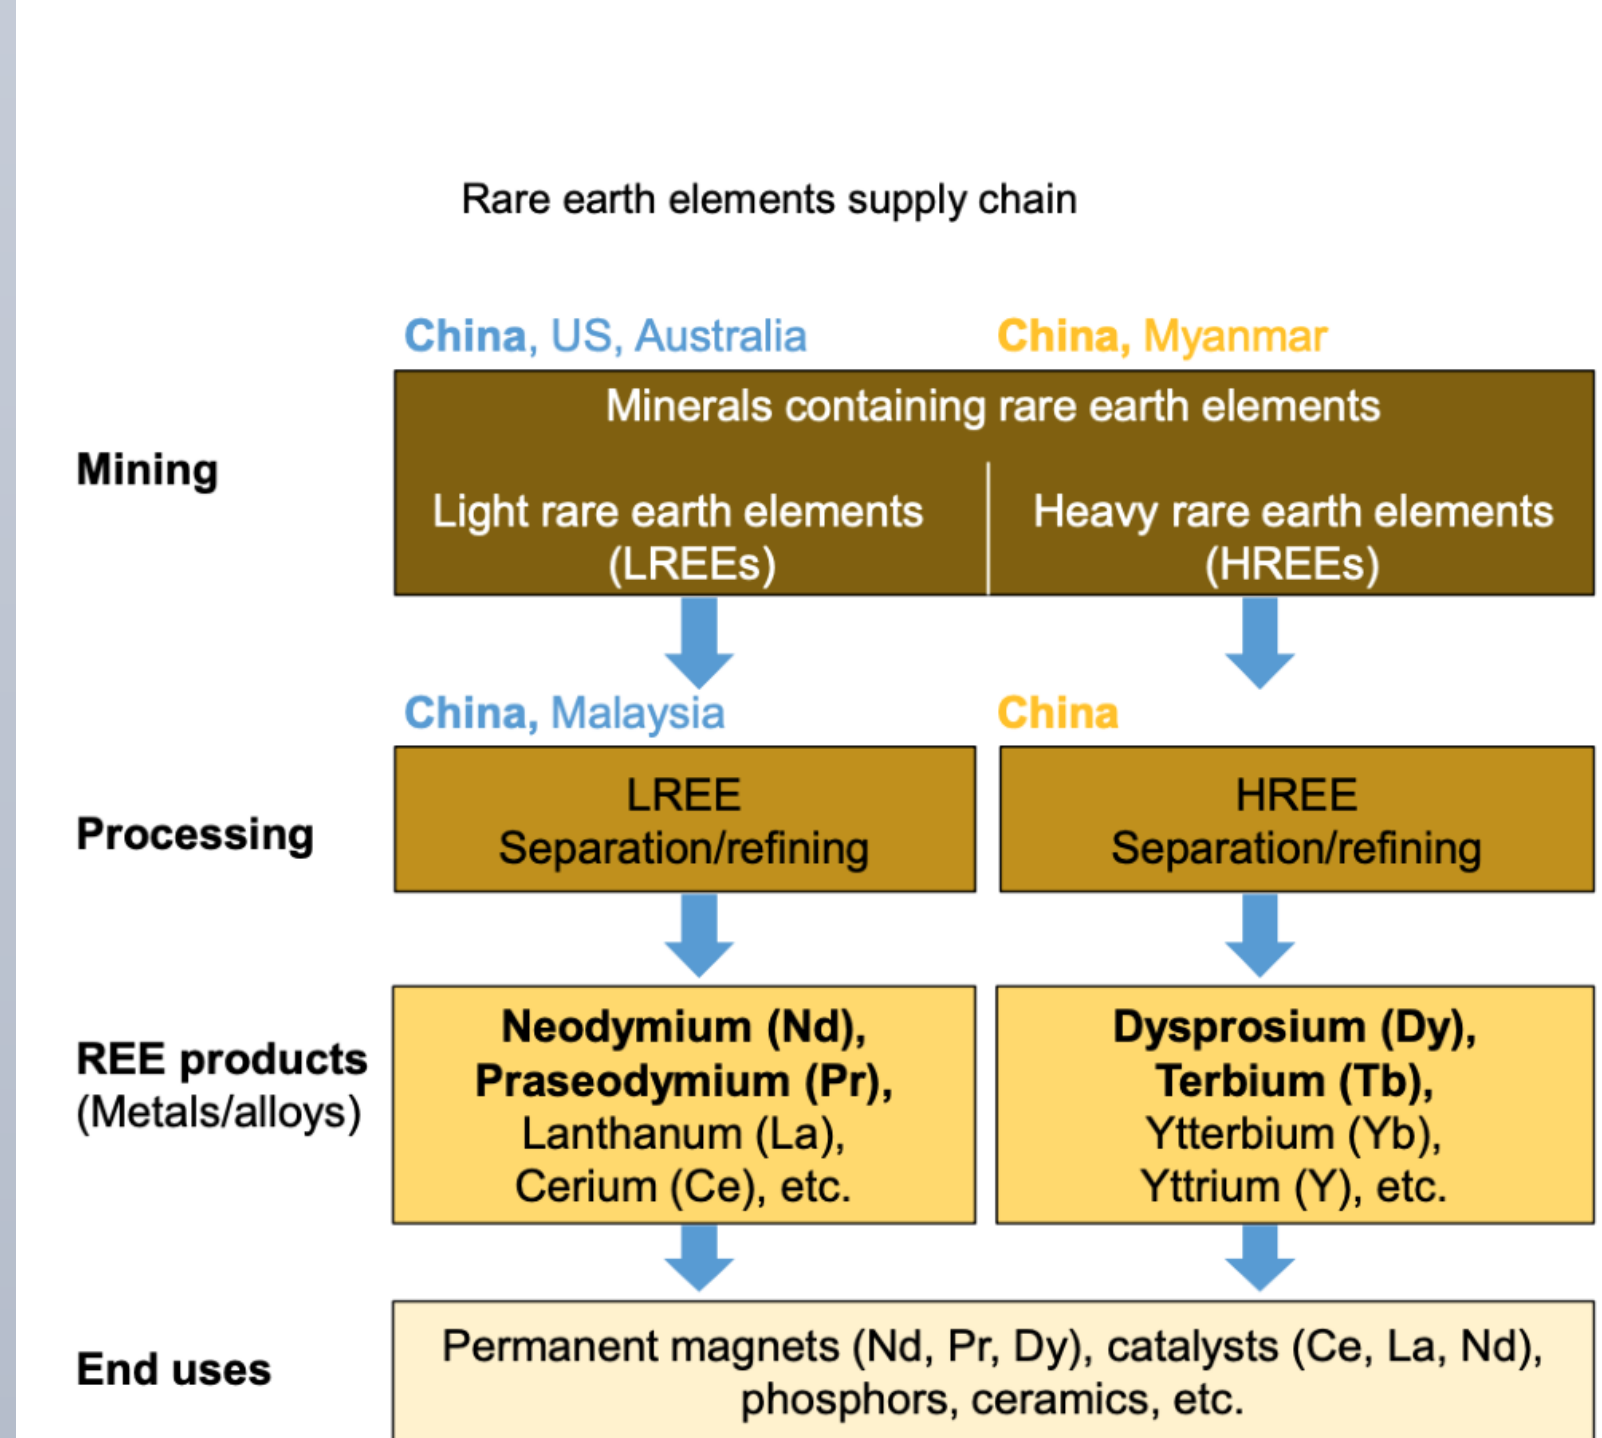 Rare earth elements supply chain
China, US, Australia
China, Myanmar
Mining
Minerals containing rare earth elements
Light rare earth elements
(LREEs)
Heavy rare earth elements
(HREEs)
China, Malaysia
China
Processing
LREE
Separation/refining
HREE
Separation/refining
REE products
(Metals/alloys)
Neodymium (Nd),
Praseodymium (Pr),
Lanthanum (La),
Cerium (Ce), etc.
Dysprosium (Dy),
Terbium (Tb),
Ytterbium (Yb),
Yttrium (Y), etc.
End uses
Permanent magnets (Nd, Pr, Dy), catalysts (Ce, La, Nd),
phosphors, ceramics, etc.